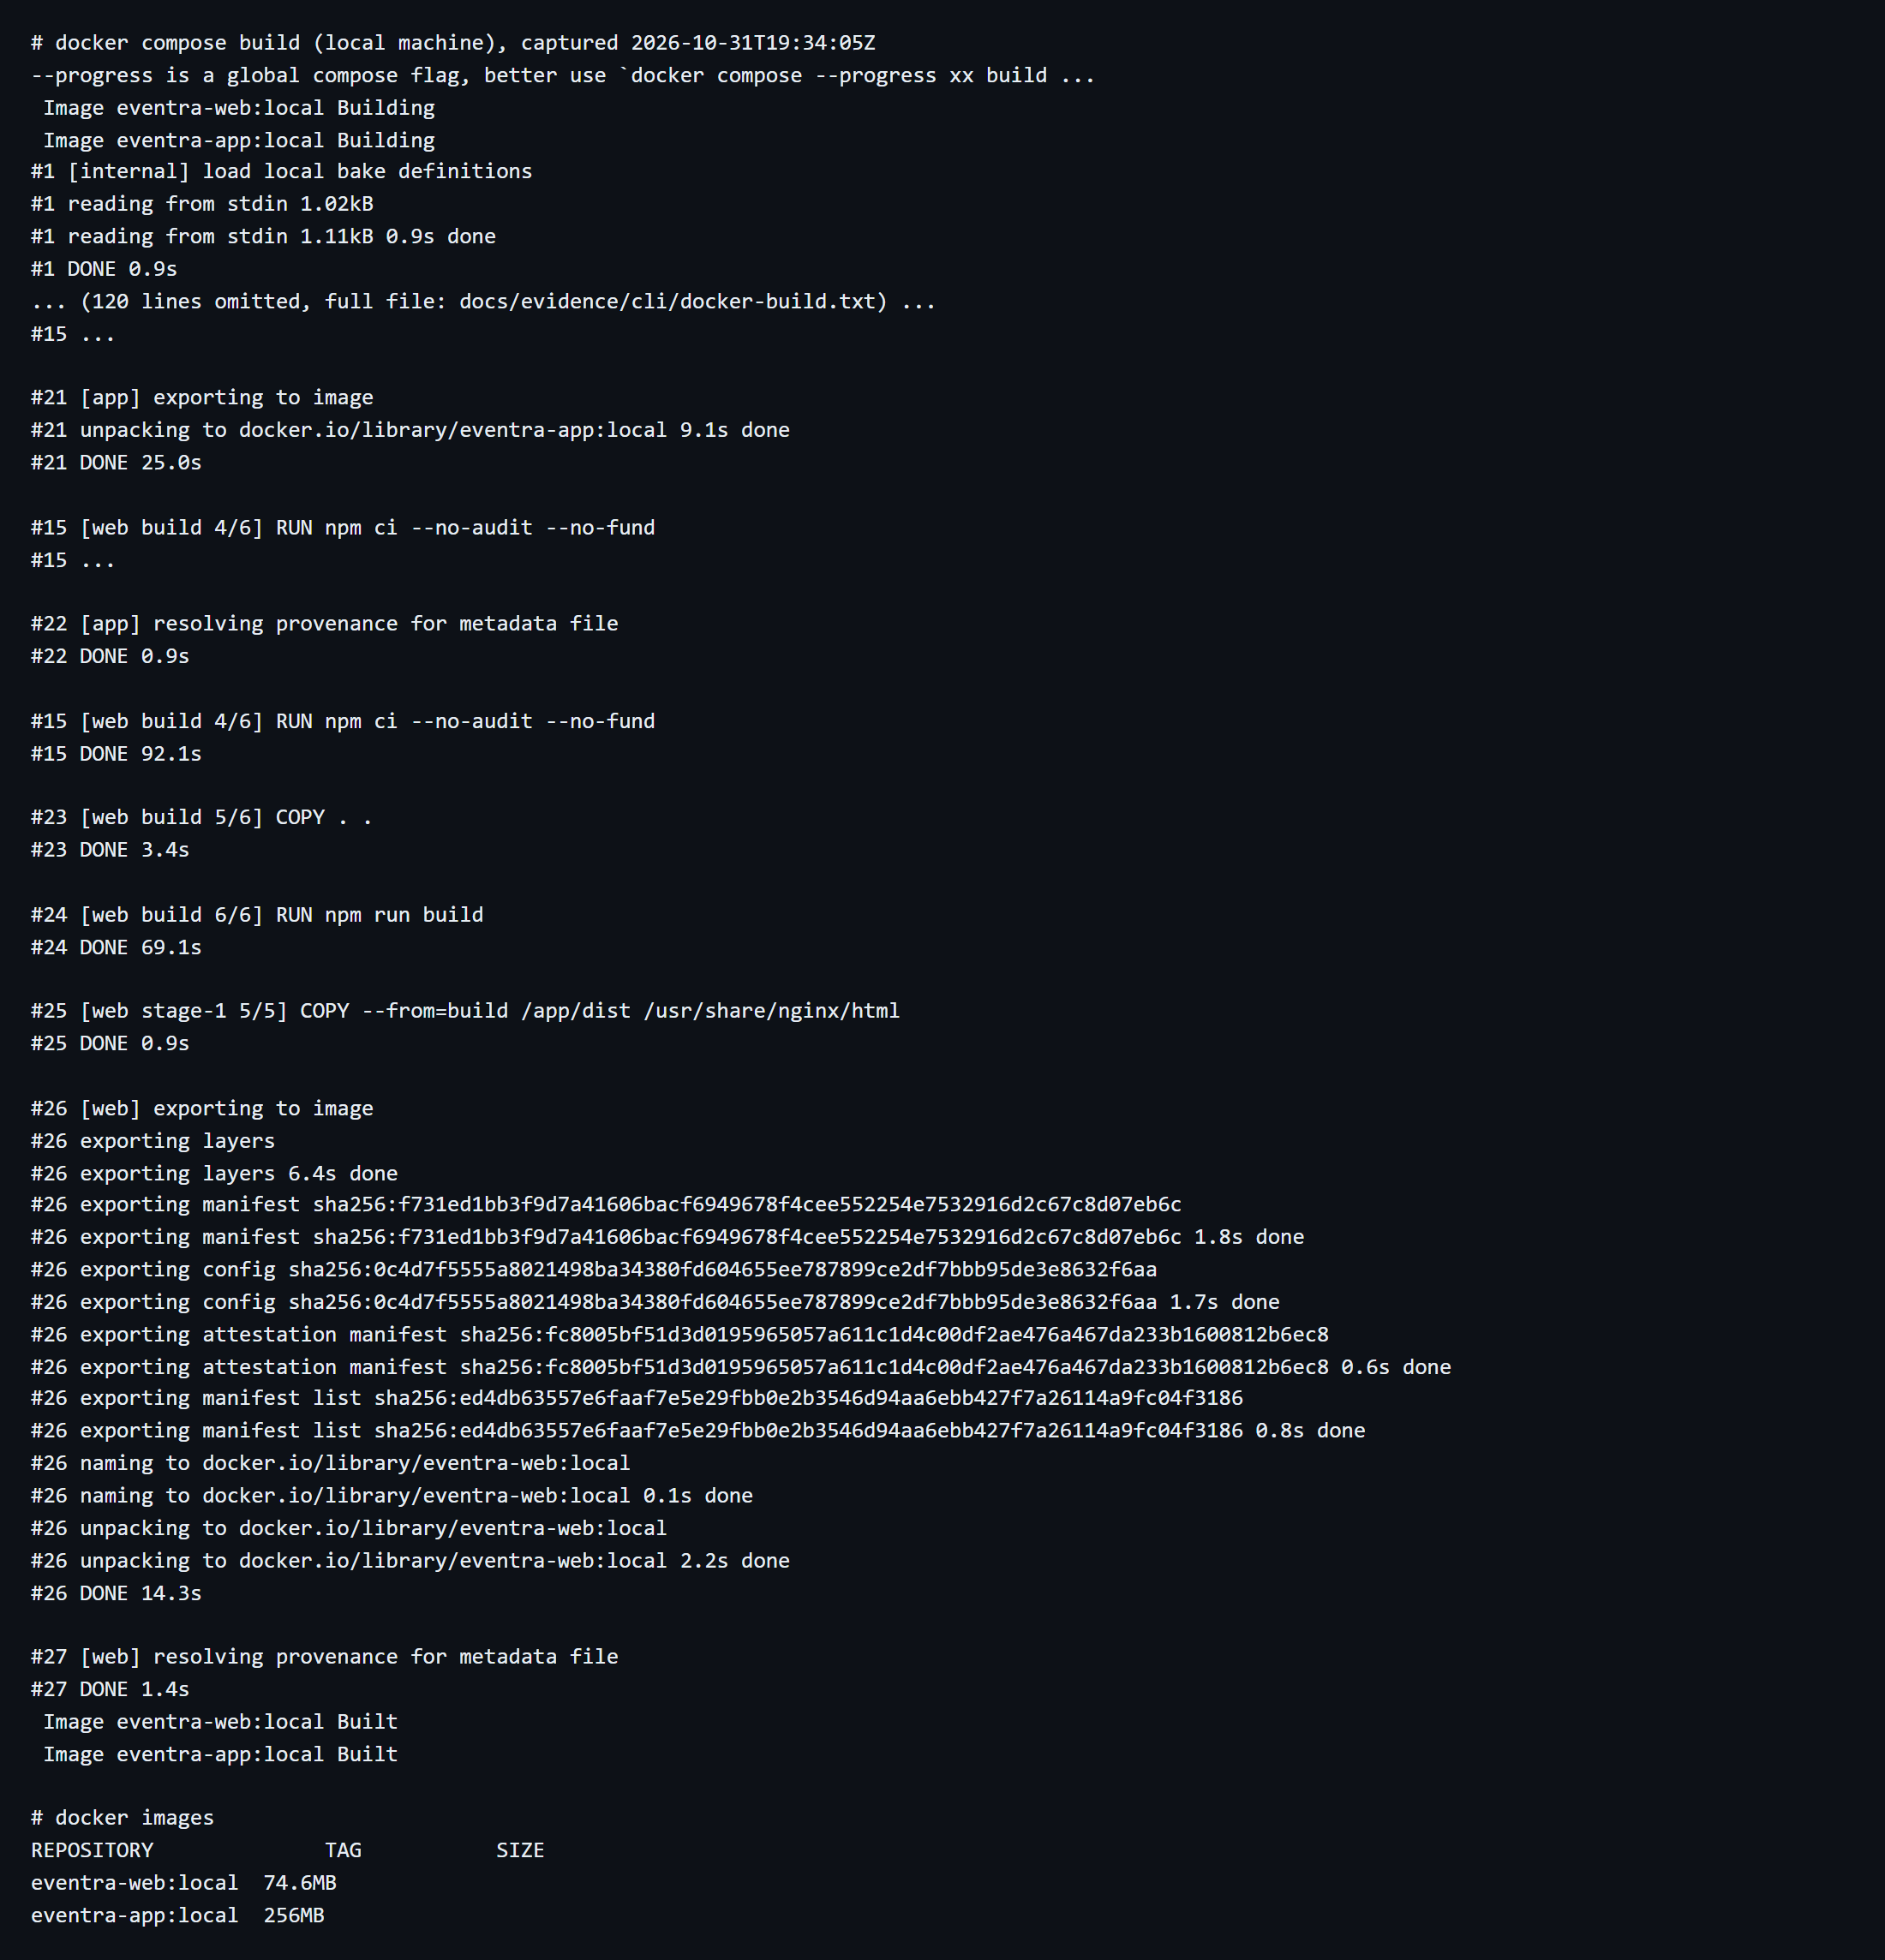 # docker compose build (local machine), captured 2026-10-31T19:34:05Z
--progress is a global compose flag, better use `docker compose --progress xx build ...
 Image eventra-web:local Building
 Image eventra-app:local Building
#1 [internal] load local bake definitions
#1 reading from stdin 1.02kB
#1 reading from stdin 1.11kB 0.9s done
#1 DONE 0.9s
... (120 lines omitted, full file: docs/evidence/cli/docker-build.txt) ...
#15 ...

#21 [app] exporting to image
#21 unpacking to docker.io/library/eventra-app:local 9.1s done
#21 DONE 25.0s

#15 [web build 4/6] RUN npm ci --no-audit --no-fund
#15 ...

#22 [app] resolving provenance for metadata file
#22 DONE 0.9s

#15 [web build 4/6] RUN npm ci --no-audit --no-fund
#15 DONE 92.1s

#23 [web build 5/6] COPY . .
#23 DONE 3.4s

#24 [web build 6/6] RUN npm run build
#24 DONE 69.1s

#25 [web stage-1 5/5] COPY --from=build /app/dist /usr/share/nginx/html
#25 DONE 0.9s

#26 [web] exporting to image
#26 exporting layers
#26 exporting layers 6.4s done
#26 exporting manifest sha256:f731ed1bb3f9d7a41606bacf6949678f4cee552254e7532916d2c67c8d07eb6c
#26 exporting manifest sha256:f731ed1bb3f9d7a41606bacf6949678f4cee552254e7532916d2c67c8d07eb6c 1.8s done
#26 exporting config sha256:0c4d7f5555a8021498ba34380fd604655ee787899ce2df7bbb95de3e8632f6aa
#26 exporting config sha256:0c4d7f5555a8021498ba34380fd604655ee787899ce2df7bbb95de3e8632f6aa 1.7s done
#26 exporting attestation manifest sha256:fc8005bf51d3d0195965057a611c1d4c00df2ae476a467da233b1600812b6ec8
#26 exporting attestation manifest sha256:fc8005bf51d3d0195965057a611c1d4c00df2ae476a467da233b1600812b6ec8 0.6s done
#26 exporting manifest list sha256:ed4db63557e6faaf7e5e29fbb0e2b3546d94aa6ebb427f7a26114a9fc04f3186
#26 exporting manifest list sha256:ed4db63557e6faaf7e5e29fbb0e2b3546d94aa6ebb427f7a26114a9fc04f3186 0.8s done
#26 naming to docker.io/library/eventra-web:local
#26 naming to docker.io/library/eventra-web:local 0.1s done
#26 unpacking to docker.io/library/eventra-web:local
#26 unpacking to docker.io/library/eventra-web:local 2.2s done
#26 DONE 14.3s

#27 [web] resolving provenance for metadata file
#27 DONE 1.4s
 Image eventra-web:local Built
 Image eventra-app:local Built

# docker images
REPOSITORY              TAG           SIZE
eventra-web:local  74.6MB
eventra-app:local  256MB